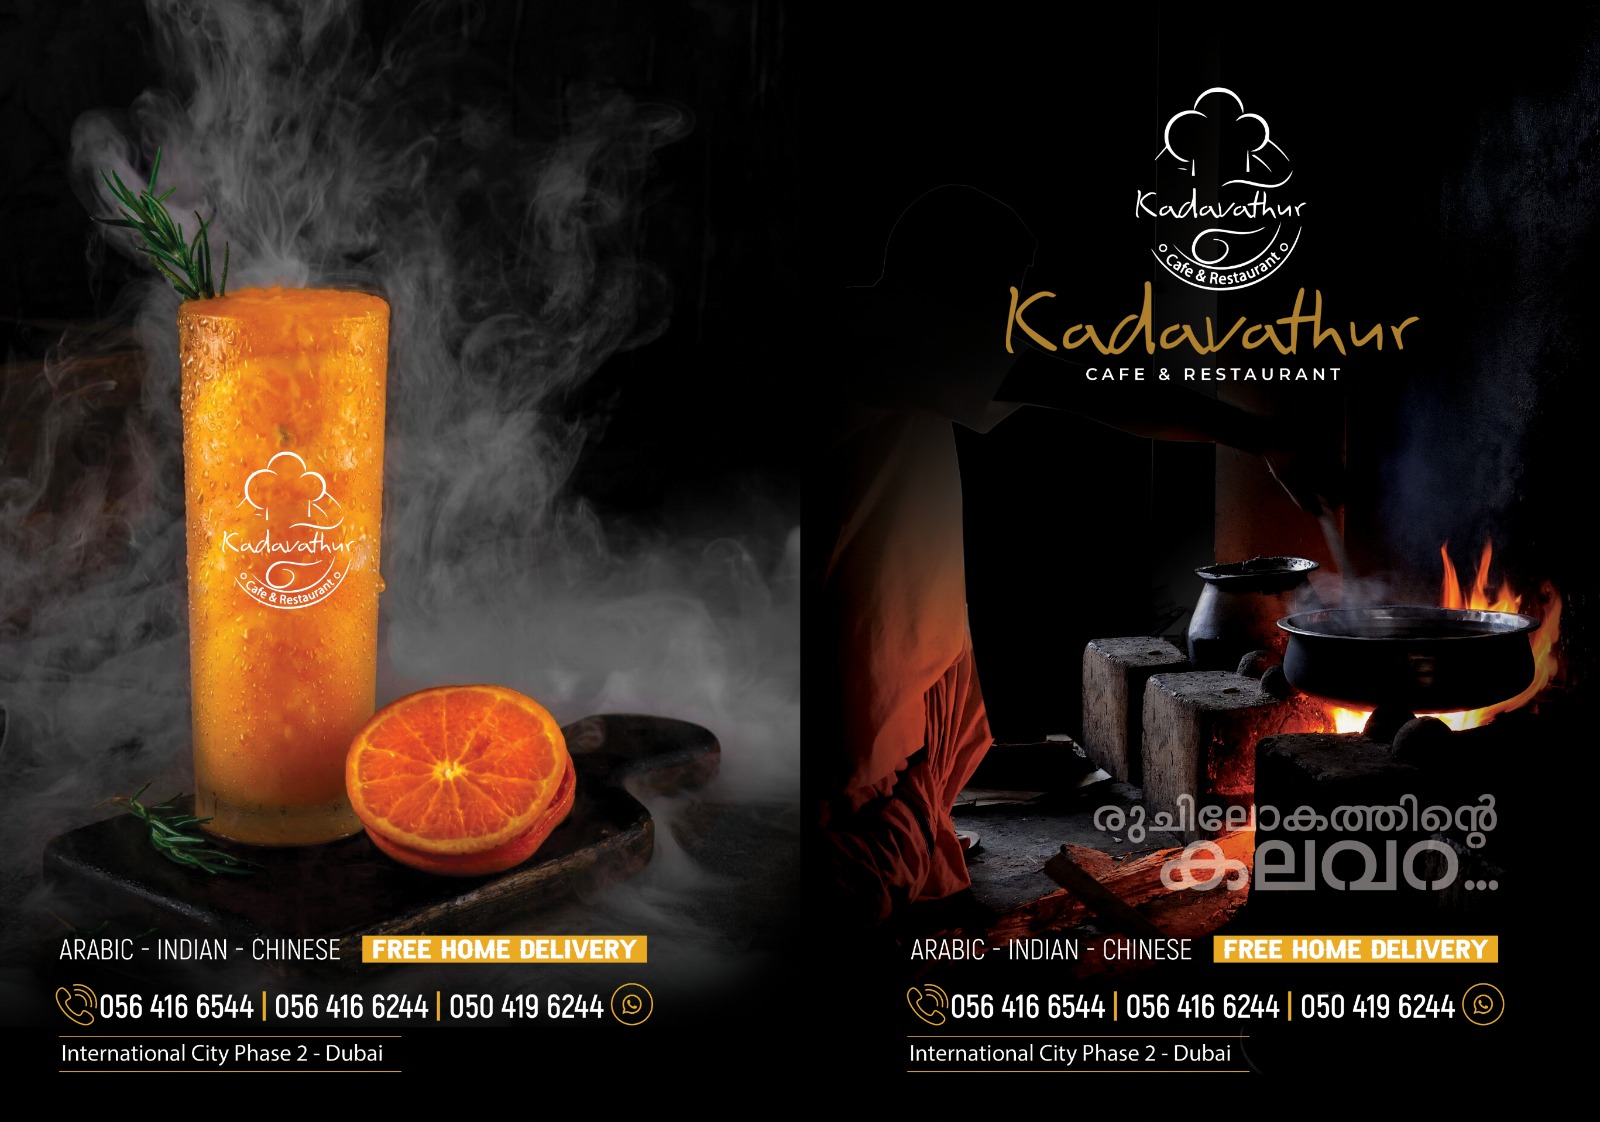 Kadavathur
Cafe & Restaurant
ARABIC - INDIAN - CHINESE FREE HOME DELIVERY
056 416 6544 | 056 416 6244 | 050 419 6244
International City Phase 2 - Dubai
Kadavathur
Cafe & Restaurant
Kadavathur
CAFE & RESTAURANT
രുചിലോകത്തിന്റെ
കലവറ...
ARABIC - INDIAN - CHINESE FREE HOME DELIVERY
056 416 6544 | 056 416 6244 | 050 419 6244
International City Phase 2 - Dubai